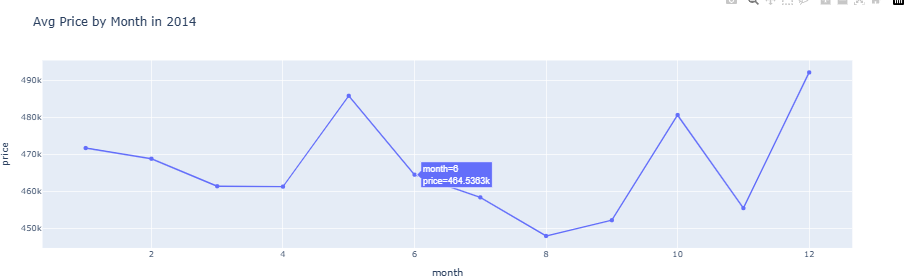 Avg Price by Month in 2014
490k
480k
470k
460k
450k
price
month=6
price=464.5363k
2
4
6
8
10
12
month